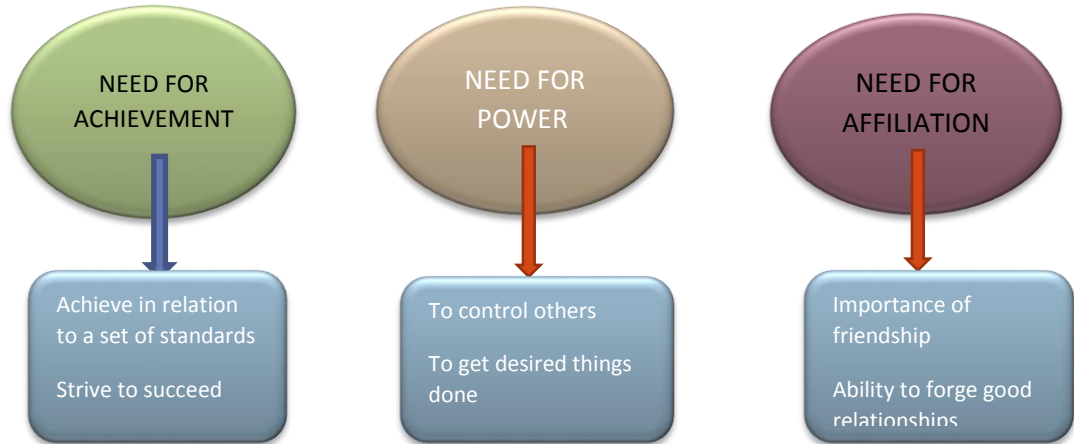 NEED FOR
ACHIEVEMENT
NEED FOR
POWER
NEED FOR
AFFILIATION
Achieve in relation
to a set of standards
Strive to succeed
To control others
To get desired things
done
Importance of
friendship
Ability to forge good
relationships